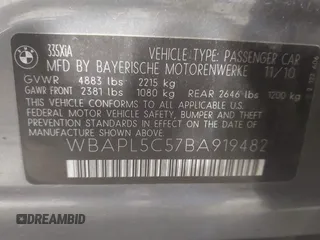 335XiA
VEHICLE TYPE: PASSENGER CAR
MFD BY BAYERISCHE MOTORENWERKE 11/10
GVWR 4883 lbs 2215 kg
GAWR FRONT 2381 lbs 1080 kg REAR 2646 lbs 1200 kg
THIS VEHICLE CONFORMS TO ALL APPLICABLE U.S.
FEDERAL MOTOR VEHICLE SAFETY, BUMPER, AND
THEFT PREVENTION STANDARDS IN EFFECT ON THE
DATE OF MANUFACTURE SHOWN ABOVE.
WBAPL5C57BA919482
DREAMBID